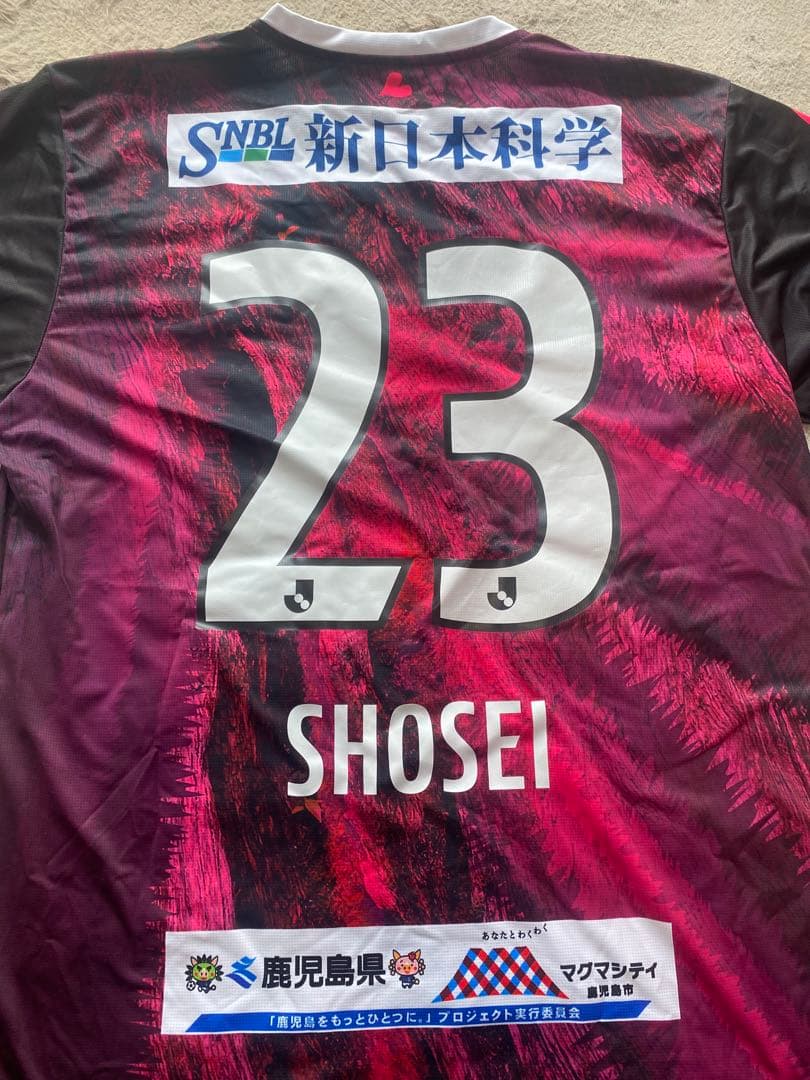 SNBL 新日本科学
23
SHOSEI
あなたとわくわく
鹿児島県
マグマシティ
鹿児島市
「鹿児島をもっとひとつに。」プロジェクト実行委員会